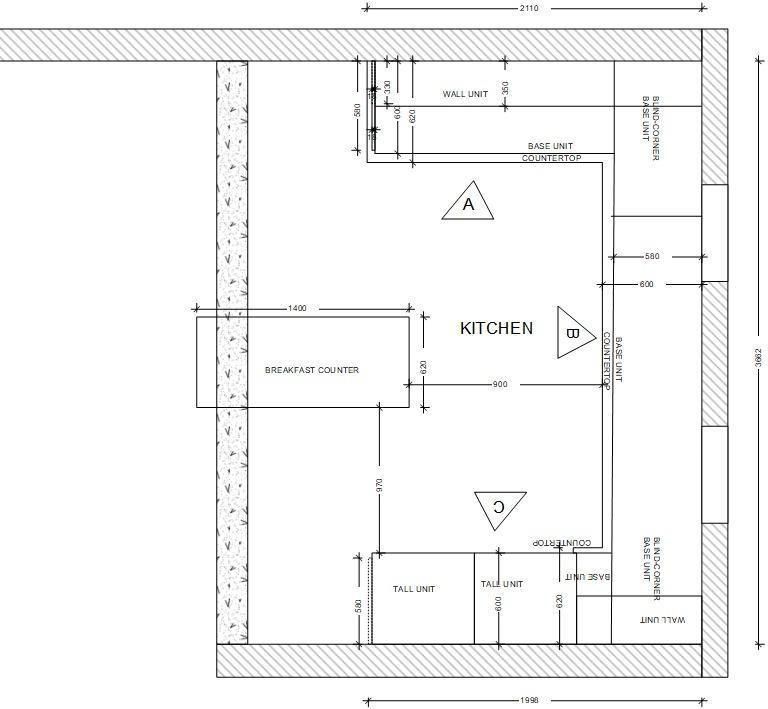 2110
WALL UNIT
330
350
580
600
620
BLIND-CORNER
BASE UNIT
BASE UNIT
COUNTERTOP
A
580
600
1400
KITCHEN
B
BREAKFAST COUNTER
620
900
BASE UNIT
COUNTERTOP
3662
970
C
COUNTERTOP
BLIND-CORNER
BASE UNIT
TALL UNIT
TALL UNIT
BASE UNIT
580
600
620
WALL UNIT
1998